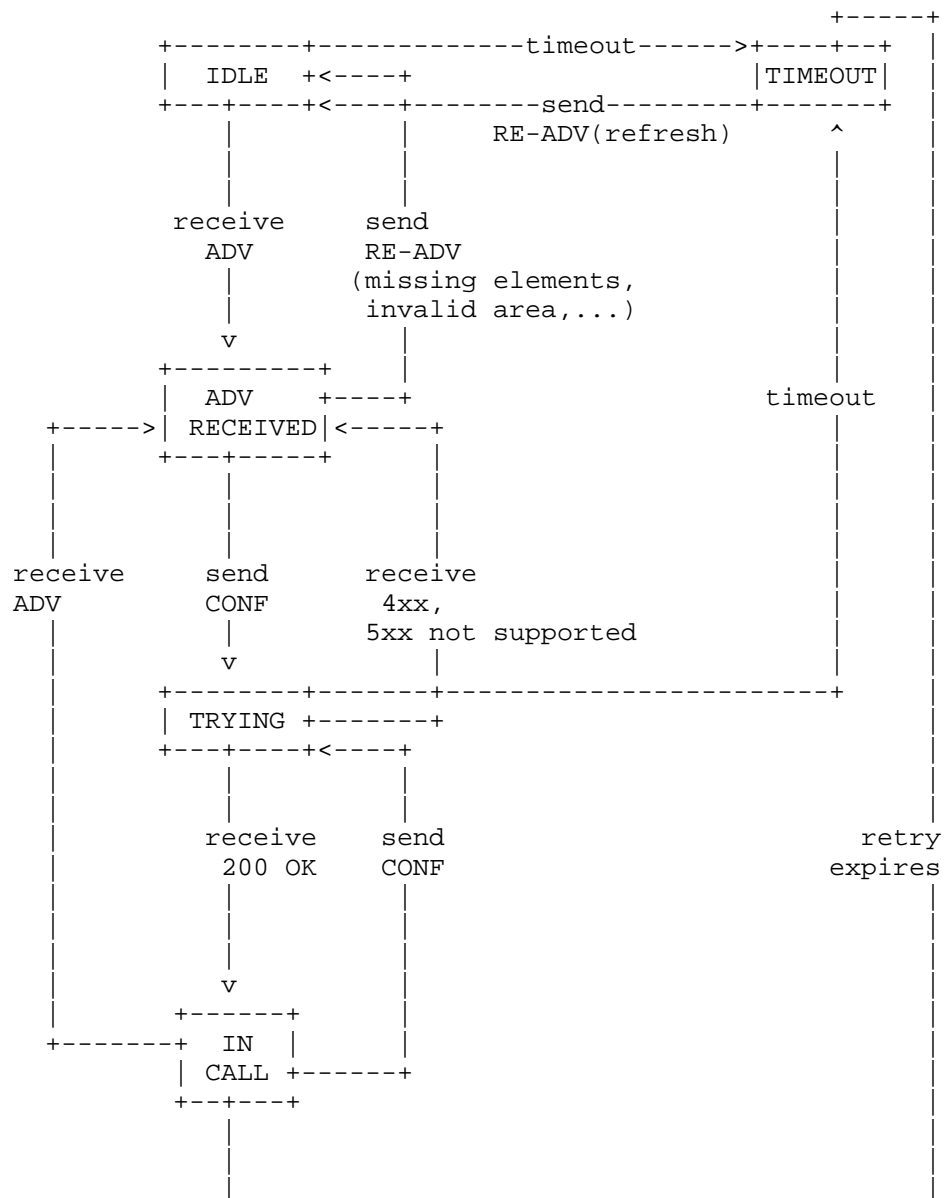 timeout
IDLE
TIMEOUT
send
RE-ADV(refresh)
receive send
ADV RE-ADV
(missing elements,
invalid area,...)
ADV timeout
RECEIVED
receive send receive
ADV CONF 4xx,
5xx not supported
TRYING
receive send retry
200 OK CONF expires
IN
CALL